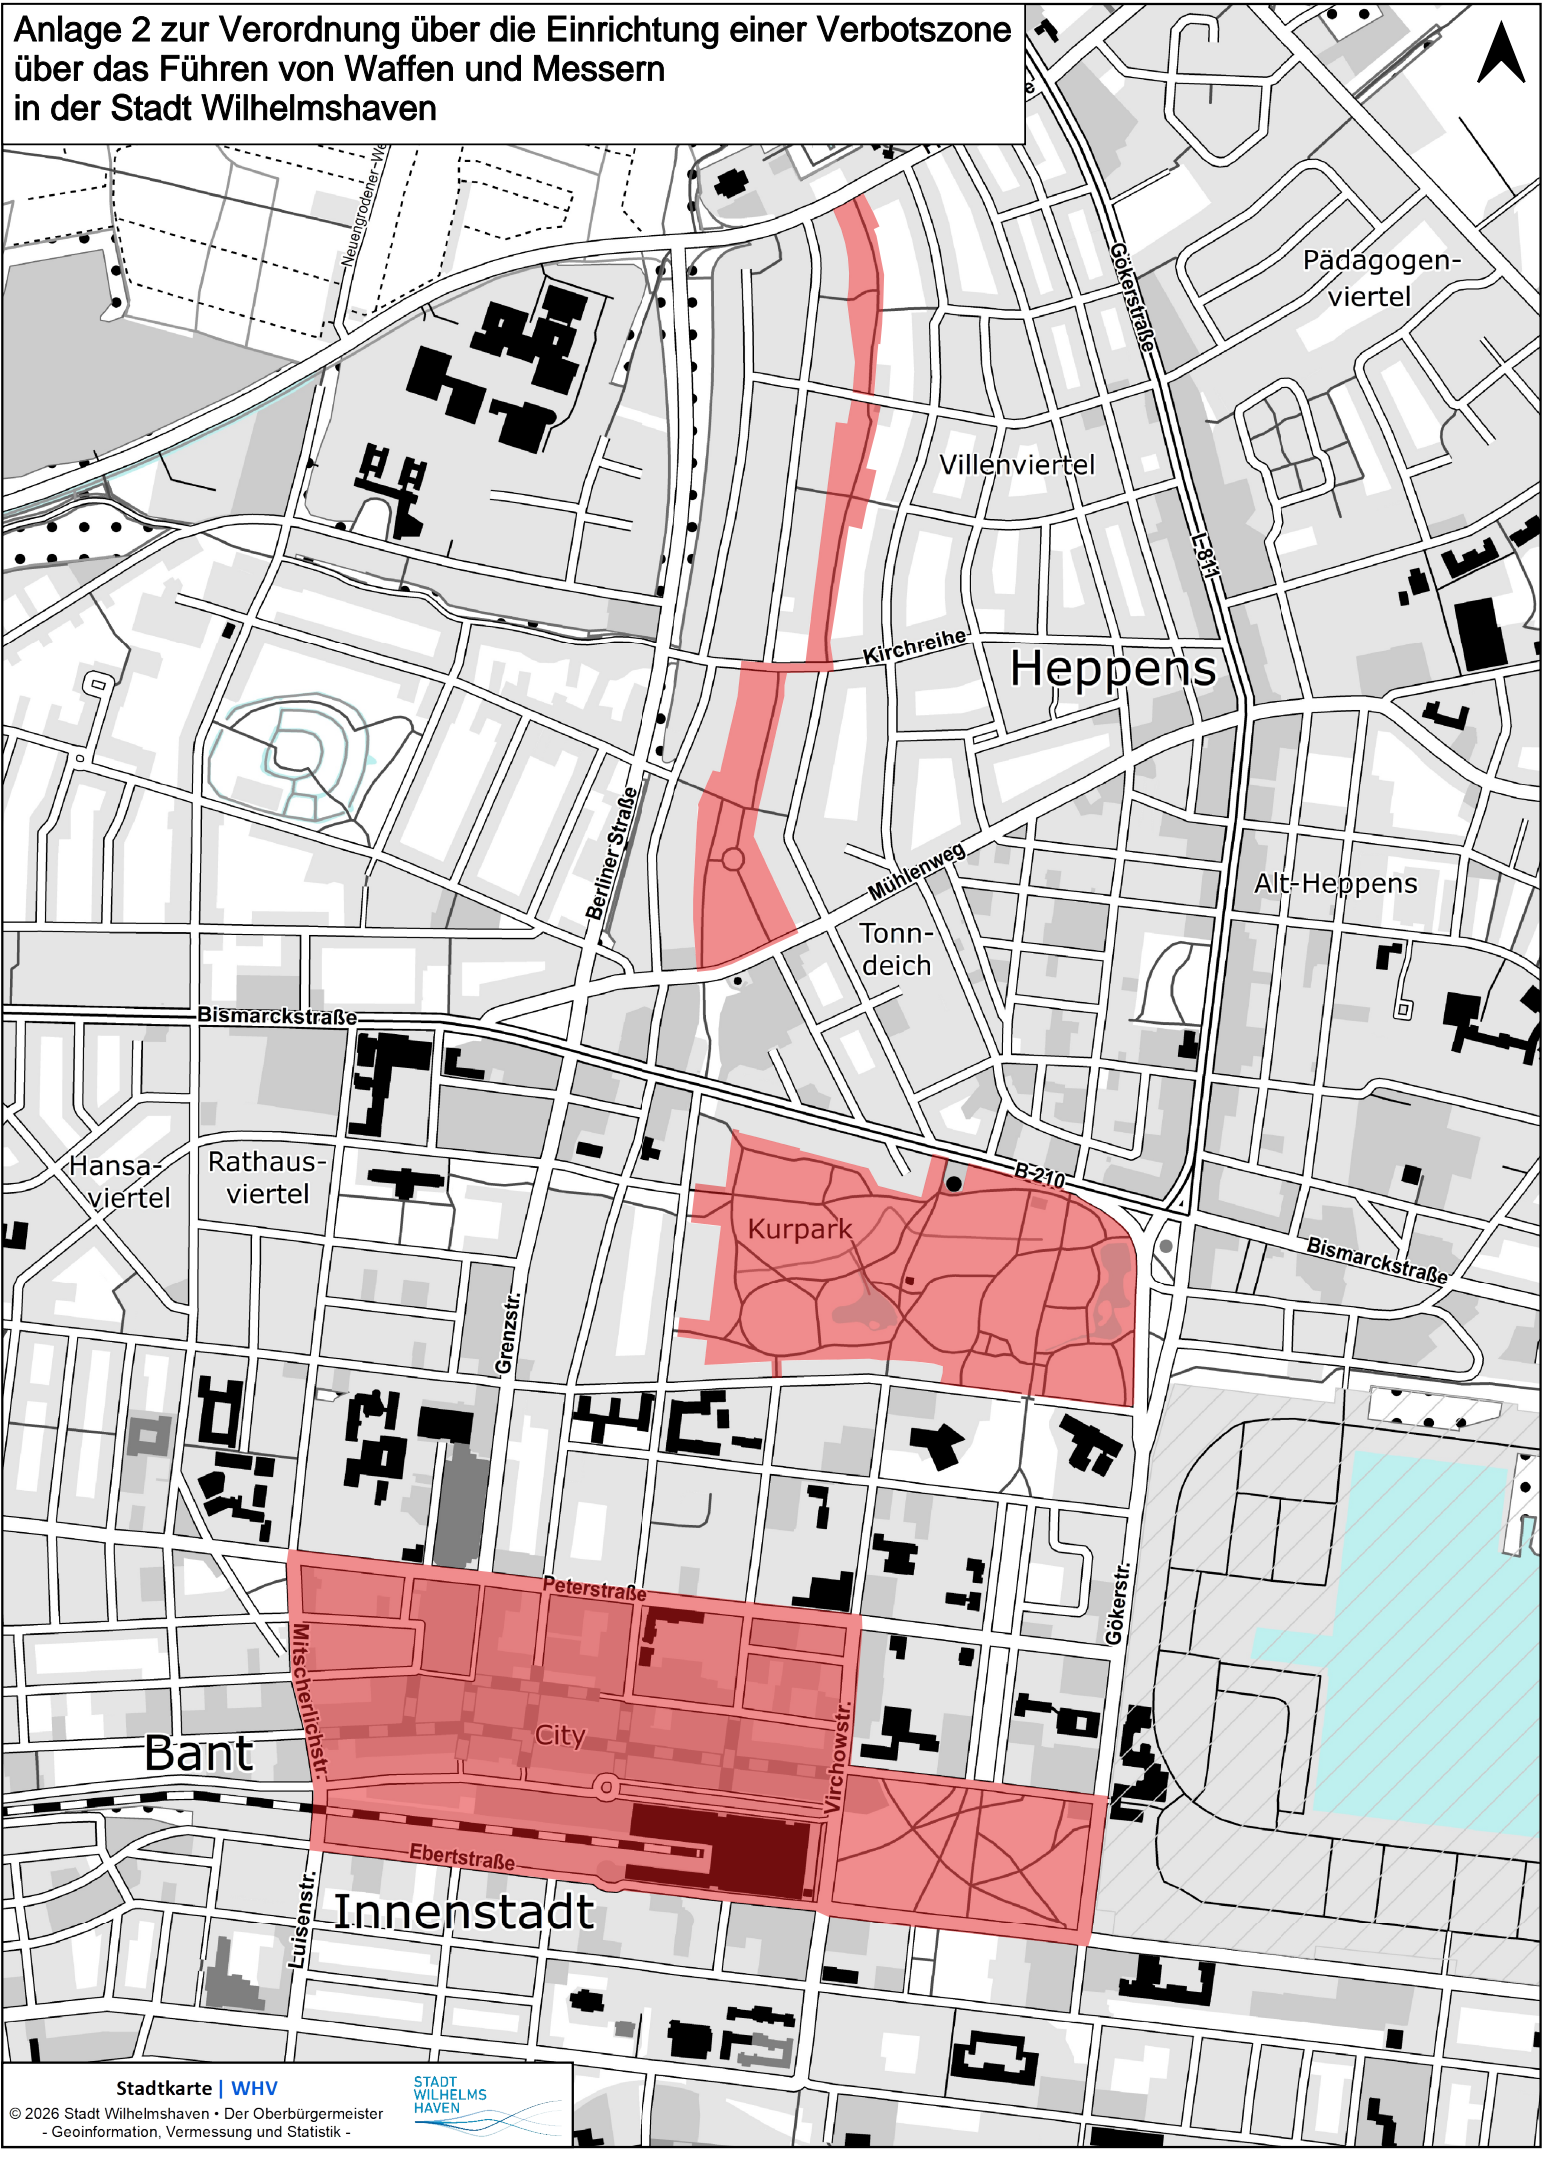 Anlage 2 zur Verordnung über die Einrichtung einer Verbotszone
über das Führen von Waffen und Messern
in der Stadt Wilhelmshaven
Neuengrodener-We
Gökerstraße
Pädagogen-
viertel
Villenviertel
L-811
Kirchreihe
Heppens
Berliner Straße
Mühlenweg
Alt-Heppens
Tonn-
deich
Bismarckstraße
Hansa-
viertel
Rathaus-
viertel
B-210
Kurpark
Bismarckstraße
Grenzstr.
Peterstraße
Gökerstr.
Mitscherlichstr.
City
Virchowstr.
Bant
Ebertstraße
Luisenstr.
Innenstadt
Stadtkarte | WHV
© 2026 Stadt Wilhelmshaven • Der Oberbürgermeister
- Geoinformation, Vermessung und Statistik -
STADT
WILHELMS
HAVEN